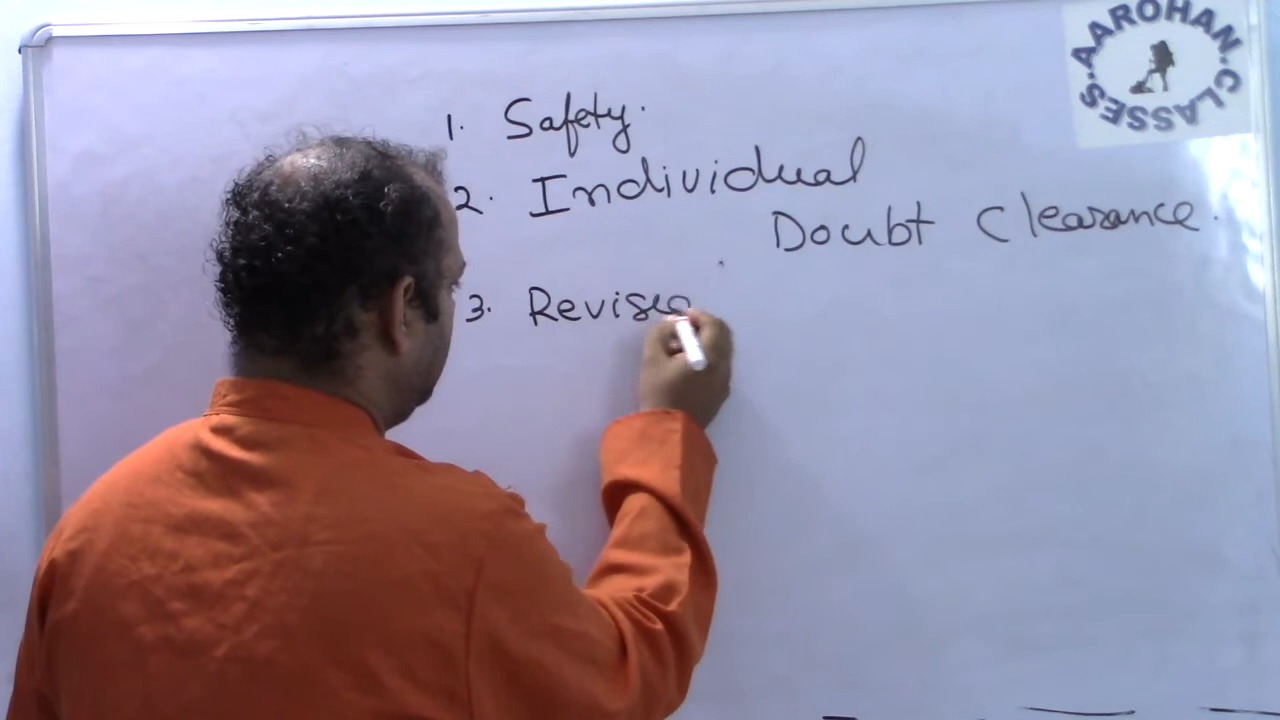 AAROHAN.CLASSES.
1. Safety.
2. Individual
Doubt Clearance.
3. Revise